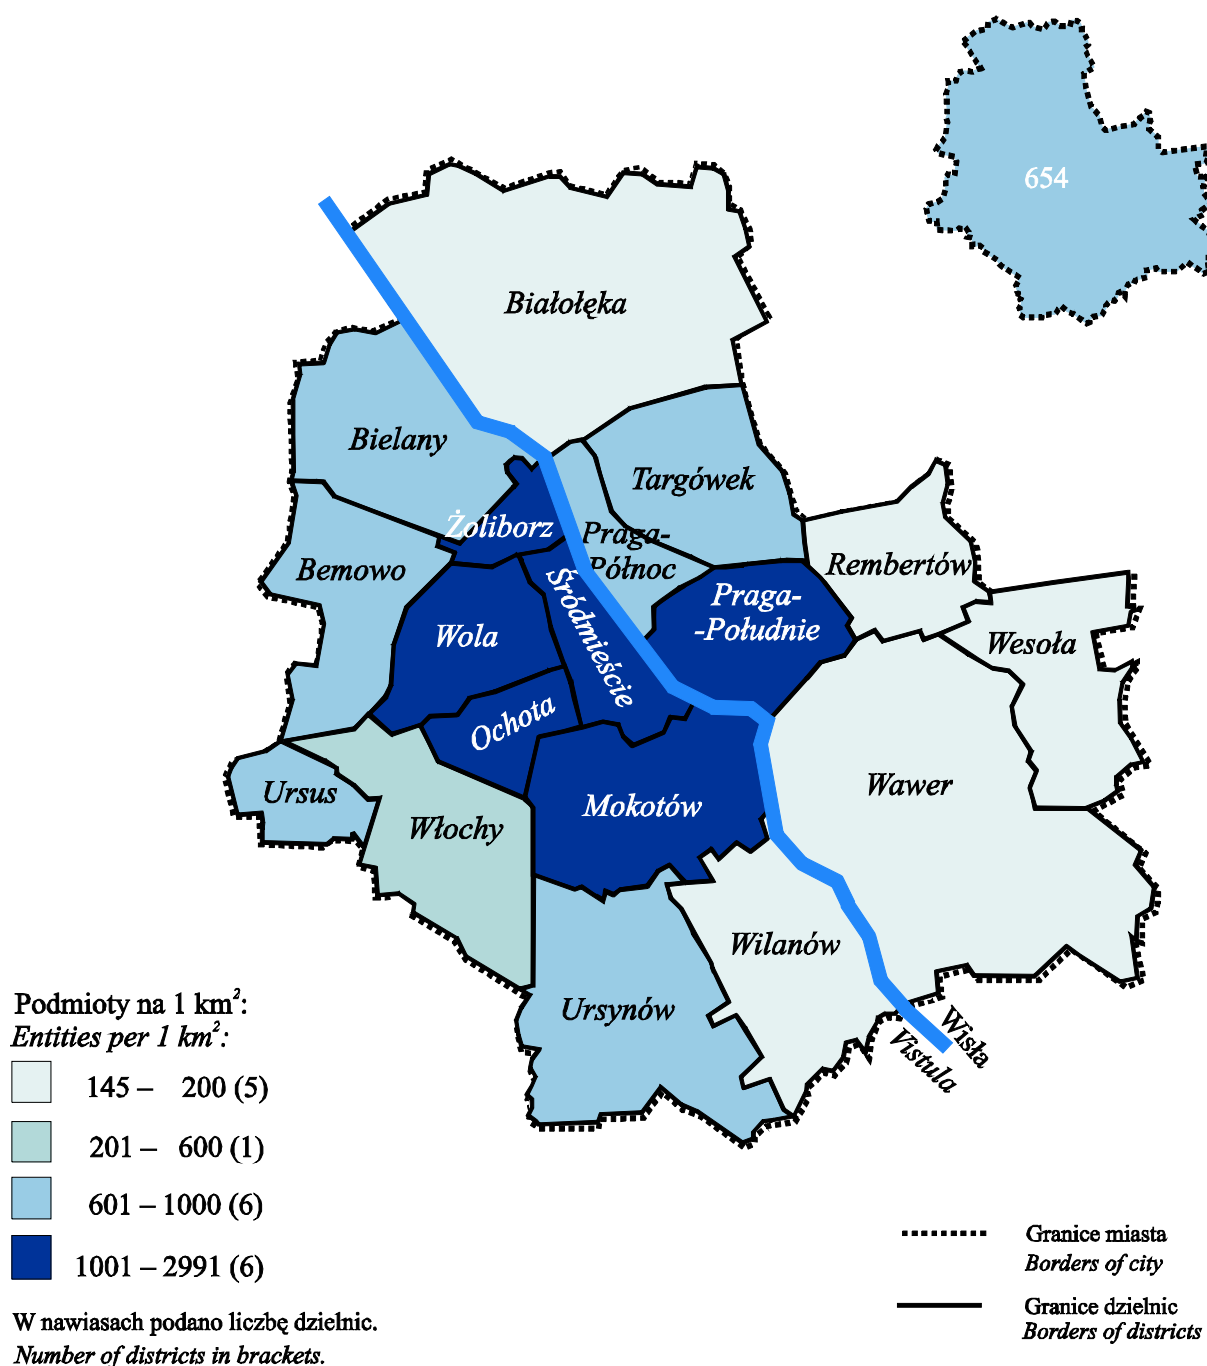 654
Białołęka
Bielany
Targówek
Żoliborz
Praga-
Północ
Rembertów
Bemowo
Praga-
-Południe
Śródmieście
Wola
Wesoła
Ochota
Ursus
Wawer
Mokotów
Włochy
Wilanów
Ursynów
Wisła
Vistula
Podmioty na 1 km²:
Entities per 1 km²:
145 – 200 (5)
201 – 600 (1)
601 – 1000 (6)
1001 – 2991 (6)
W nawiasach podano liczbę dzielnic.
Number of districts in brackets.
Granice miasta
Borders of city
Granice dzielnic
Borders of districts